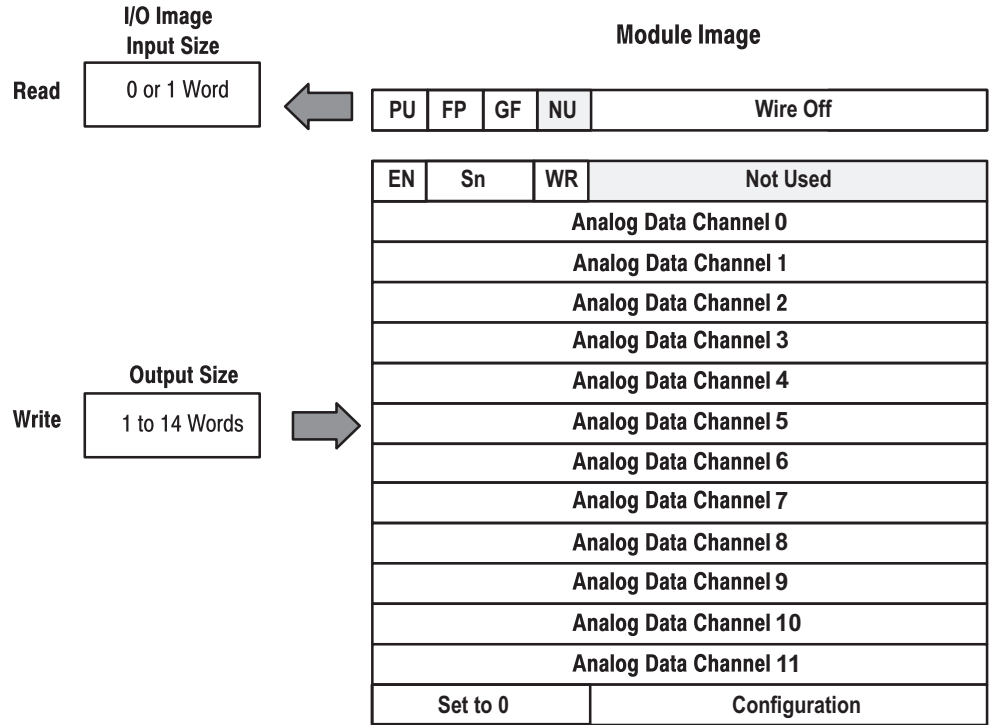 I/O Image
Input Size
Module Image
Read
0 or 1 Word
PU FP GF NU Wire Off
EN Sn WR Not Used
Analog Data Channel 0
Analog Data Channel 1
Analog Data Channel 2
Analog Data Channel 3
Analog Data Channel 4
Output Size
Write
1 to 14 Words
Analog Data Channel 5
Analog Data Channel 6
Analog Data Channel 7
Analog Data Channel 8
Analog Data Channel 9
Analog Data Channel 10
Analog Data Channel 11
Set to 0 Configuration